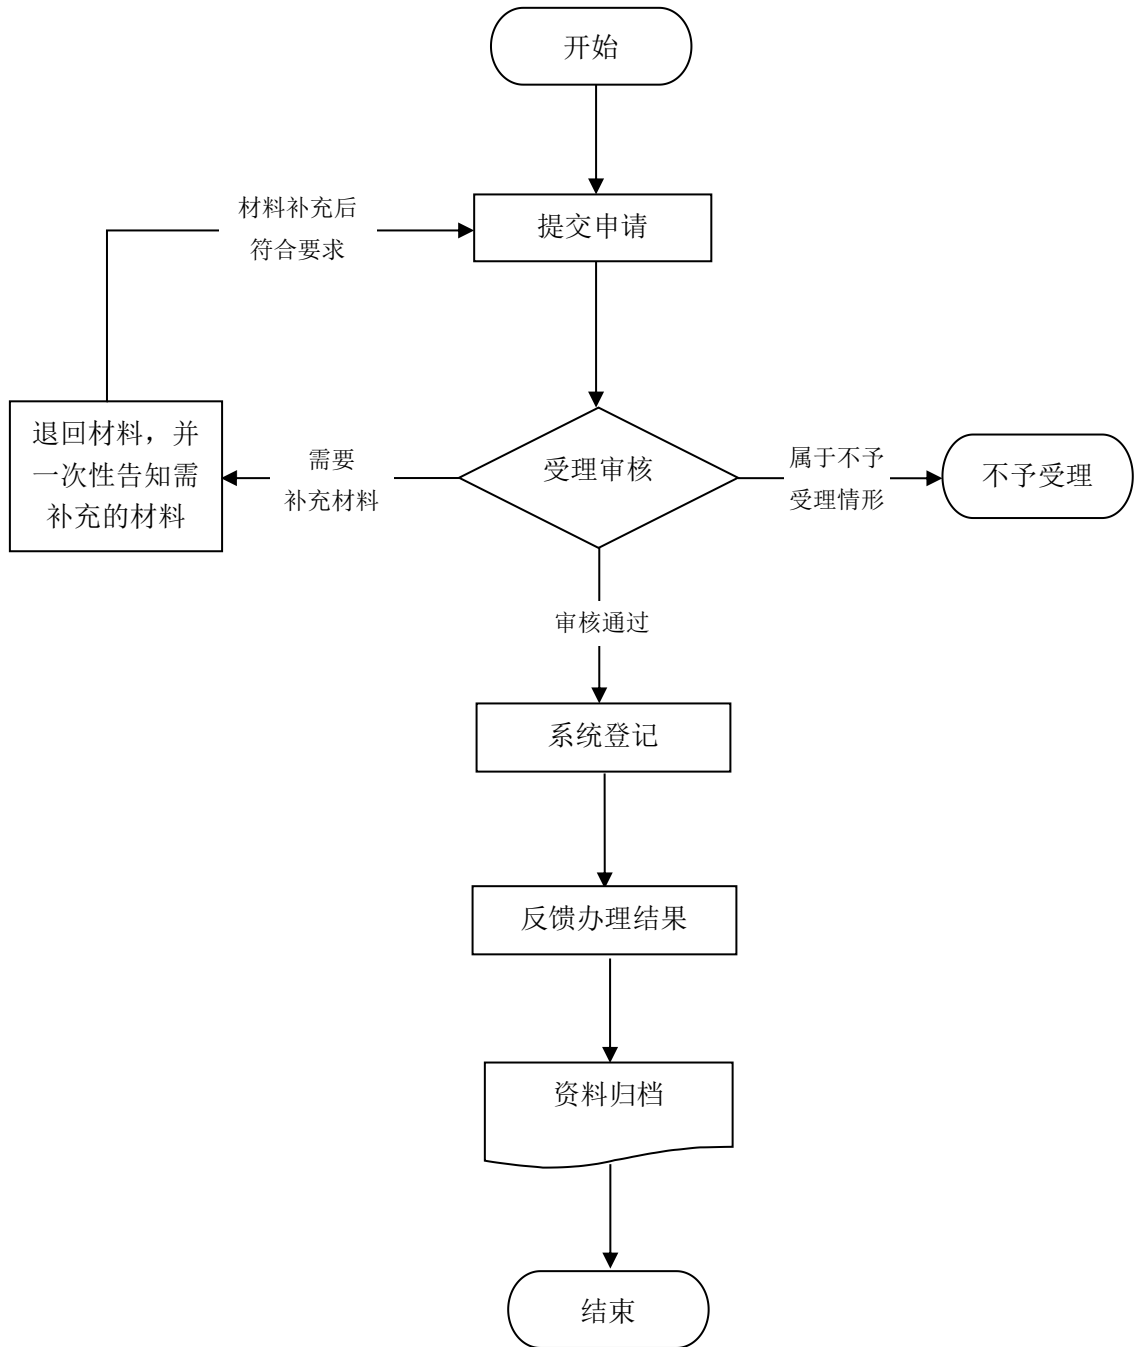 开始
材料补充后
符合要求
提交申请
退回材料，并
一次性告知需
补充的材料
需要
补充材料
受理审核
属于不予
受理情形
不予受理
审核通过
系统登记
反馈办理结果
资料归档
结束